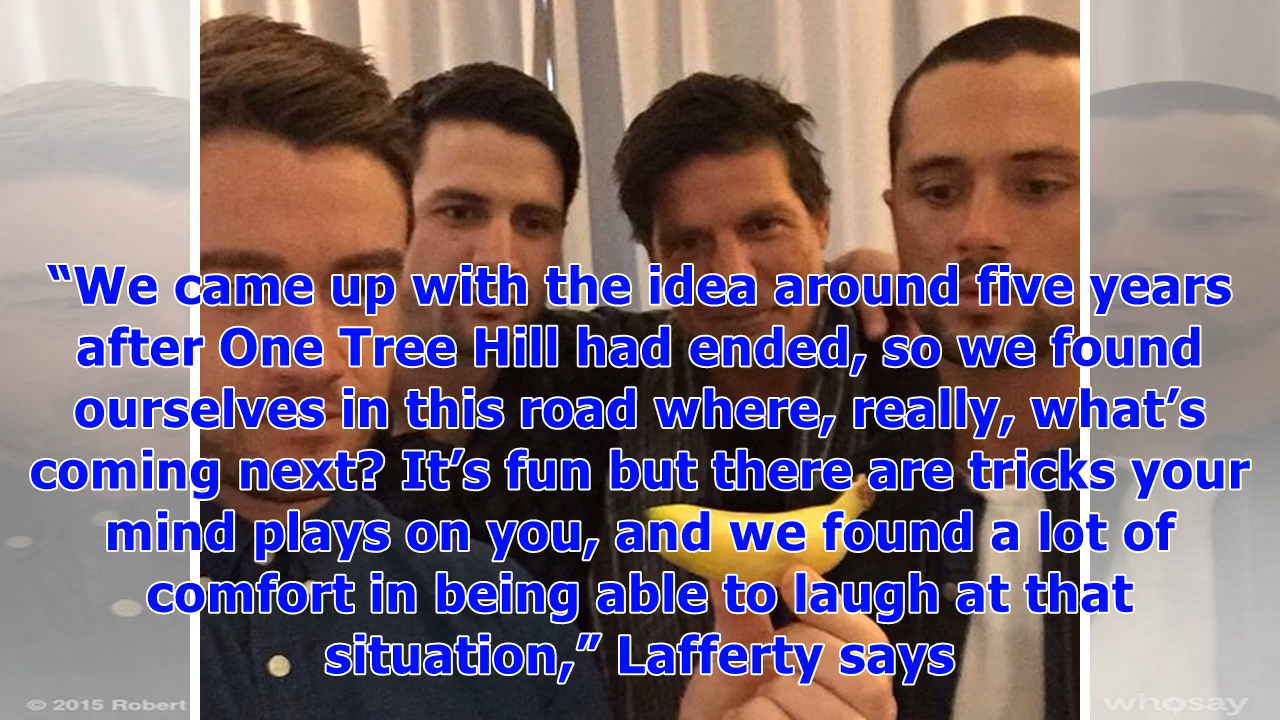 “We came up with the idea around five years
after One Tree Hill had ended, so we found
ourselves in this road where, really, what’s
coming next? It’s fun but there are tricks your
mind plays on you, and we found a lot of
comfort in being able to laugh at that
situation,” Lafferty says
© 2015 Robert
whosay